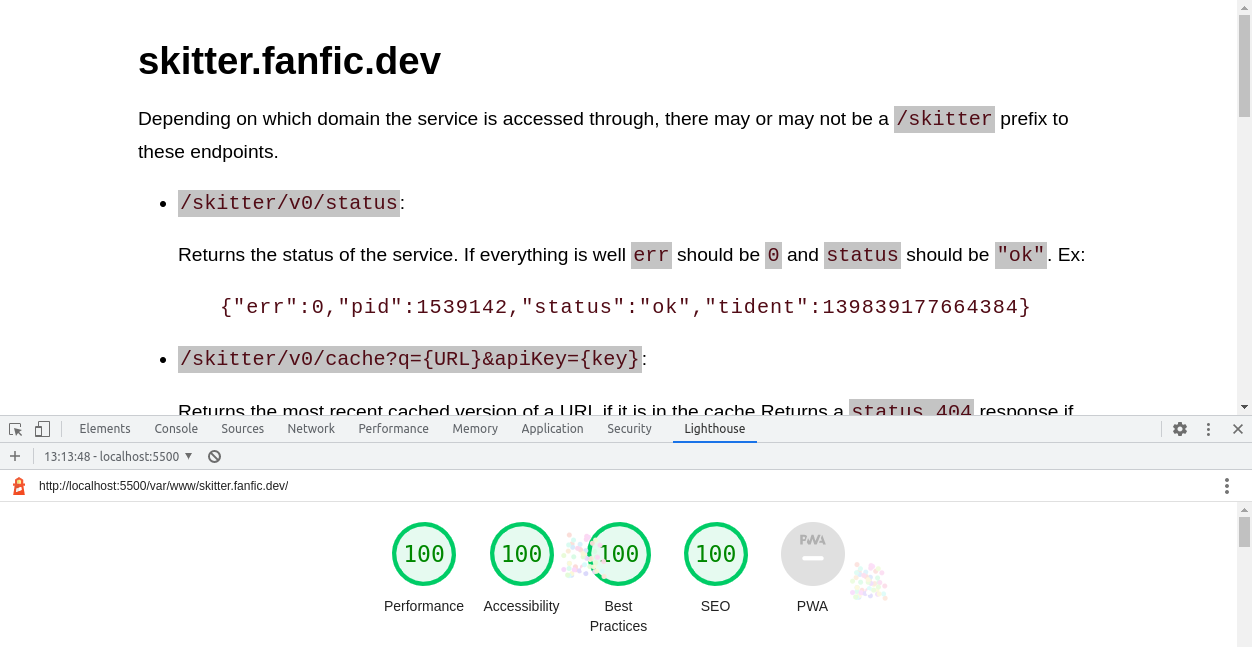 skitter.fanfic.dev
Depending on which domain the service is accessed through, there may or may not be a /skitter prefix to
these endpoints.
/skitter/v0/status:
Returns the status of the service. If everything is well err should be 0 and status should be "ok". Ex:
{"err":0,"pid":1539142,"status":"ok","tident":139839177664384}
/skitter/v0/cache?q={URL}&apiKey={key}:
Returns the most recent cached version of a URL if it is in the cache Returns a status 404 response if
Elements Console Sources Network Performance Memory Application Security Lighthouse
13:13:48 - localhost:5500
http://localhost:5500/var/www/skitter.fanfic.dev/
100 100 100 100 PWA
Performance Accessibility Best SEO PWA
Practices